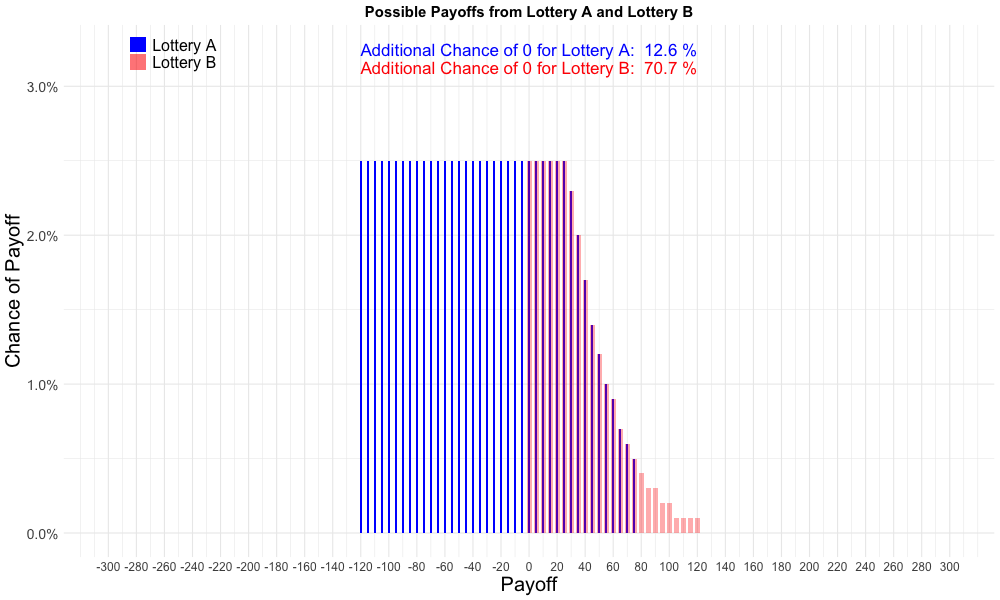 Possible Payoffs from Lottery A and Lottery B
Lottery A
Lottery B
Additional Chance of 0 for Lottery A: 12.6 %
Additional Chance of 0 for Lottery B: 70.7 %
Chance of Payoff
3.0%
2.0%
1.0%
0.0%
-300 -280 -260 -240 -220 -200 -180 -160 -140 -120 -100 -80 -60 -40 -20 0 20 40 60 80 100 120 140 160 180 200 220 240 260 280 300
Payoff